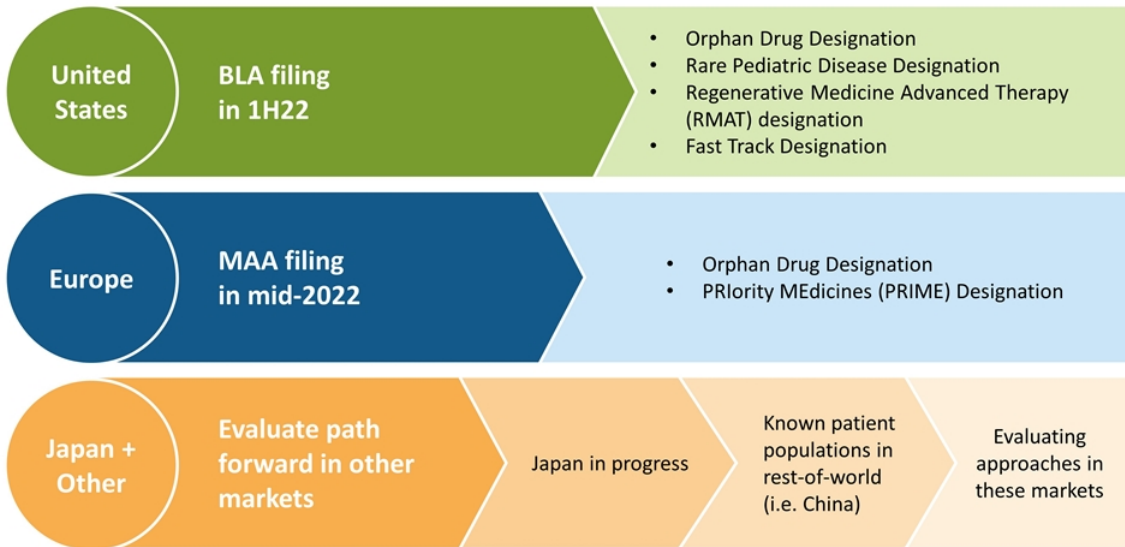 United
States
BLA filing
in 1H22
• Orphan Drug Designation
• Rare Pediatric Disease Designation
• Regenerative Medicine Advanced Therapy
(RMAT) designation
• Fast Track Designation
Europe
MAA filing
in mid-2022
• Orphan Drug Designation
• PRIority MEdicines (PRIME) Designation
Japan +
Other
Evaluate path
forward in other
markets
Japan in progress
Known patient
populations in
rest-of-world
(i.e. China)
Evaluating
approaches in
these markets